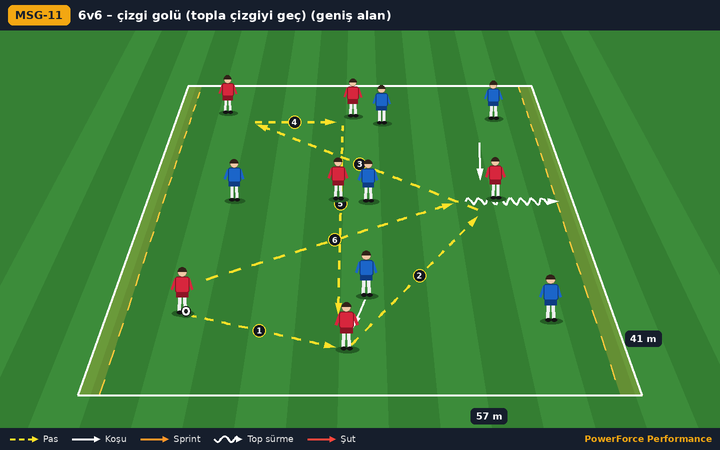 MSG-11 6v6 – çizgi golü (topla çizgiyi geç) (geniş alan)
4
3
5
6
2
1
41 m
57 m
Pas Koşu Sprint Top sürme Şut PowerForce Performance